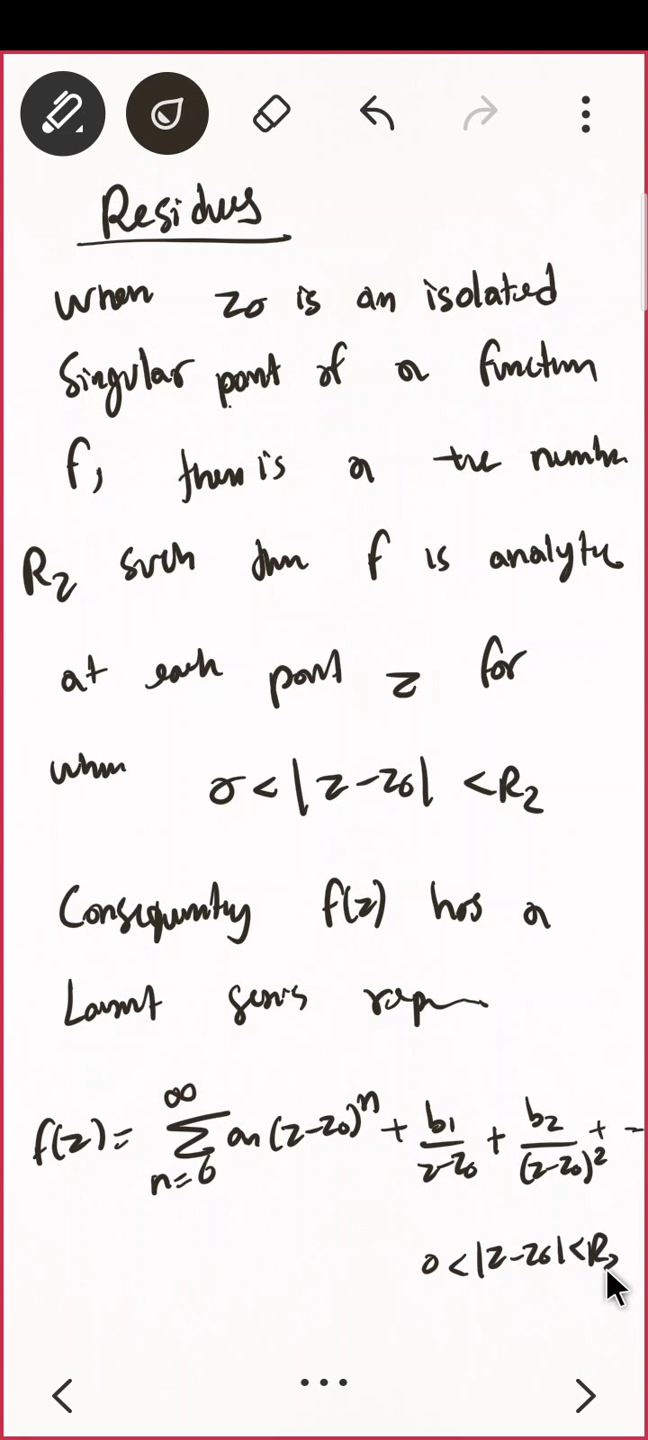 Residues
When z₀ is an isolated
Singular point of a function
f, there is a +ve number
R₂ such that f is analytic
at each point z for
when 0 < |z-z₀| < R₂
Consequently f(z) has a
Laurent series rep
f(z) = ∑_{n=0}^{∞} aₙ(z-z₀)ⁿ + b₁/(z-z₀) + b₂/(z-z₀)² + -
0 < |z-z₀| < R₂